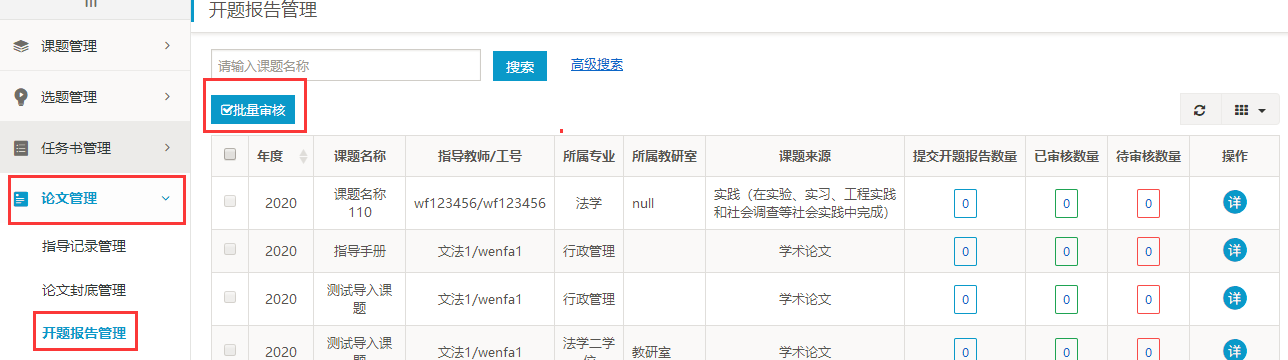 开题报告管理
课题管理
选题管理
任务书管理
论文管理
指导记录管理
论文封底管理
开题报告管理
请输入课题名称
搜索
高级搜索
批量审核
年度 课题名称 指导教师/工号 所属专业 所属教研室 课题来源 提交开题报告数量 已审核数量 待审核数量 操作
2020 课题名称110 wf123456/wf123456 法学 null 实践（在实验、实习、工程实践和社会调查等社会实践中完成） 0 0 0 详
2020 指导手册 文法1/wenfa1 行政管理 学术论文 0 0 0 详
2020 测试导入课题 文法1/wenfa1 行政管理 学术论文 0 0 0 详
2020 测试导入课题 文法1/wenfa1 法学二学位 教研室 学术论文 0 0 0 详